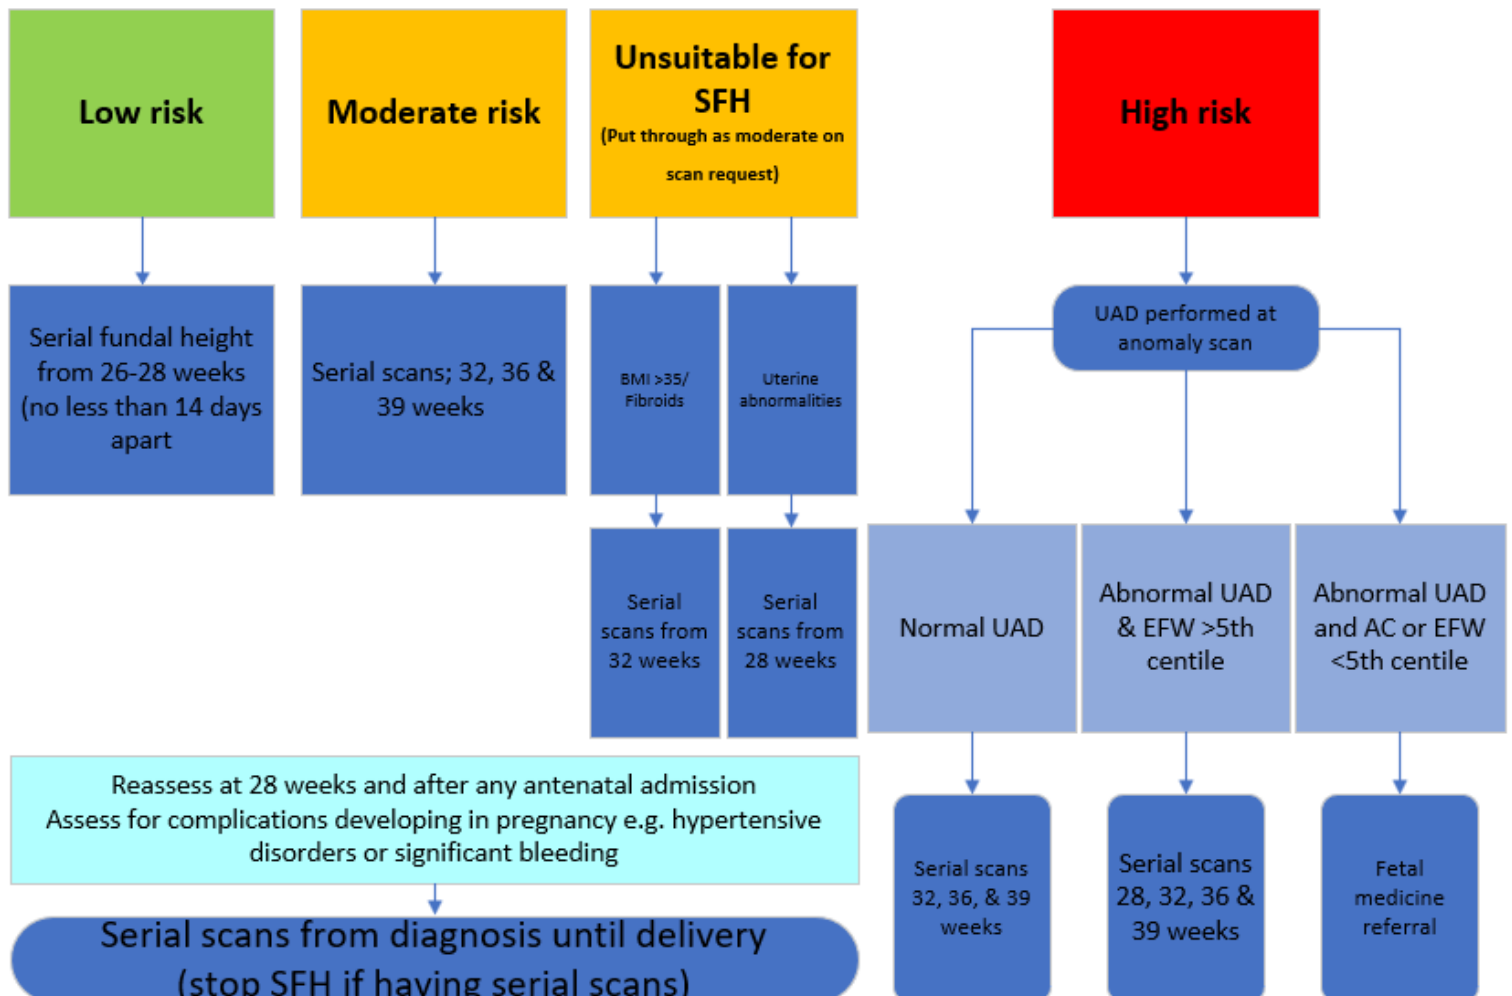 Low risk
Moderate risk
Unsuitable for
SFH
(Put through as moderate on
scan request)
High risk
Serial fundal height
from 26-28 weeks
(no less than 14 days
apart
Serial scans; 32, 36 &
39 weeks
BMI >35/
Fibroids
Uterine
abnormalities
UAD performed at
anomaly scan
Serial
scans from
32 weeks
Serial
scans from
28 weeks
Normal UAD
Abnormal UAD
& EFW >5th
centile
Abnormal UAD
and AC or EFW
<5th centile
Reassess at 28 weeks and after any antenatal admission
Assess for complications developing in pregnancy e.g. hypertensive
disorders or significant bleeding
Serial scans from diagnosis until delivery
(stop SFH if having serial scans)
Serial scans
32, 36, & 39
weeks
Serial scans
28, 32, 36 &
39 weeks
Fetal
medicine
referral